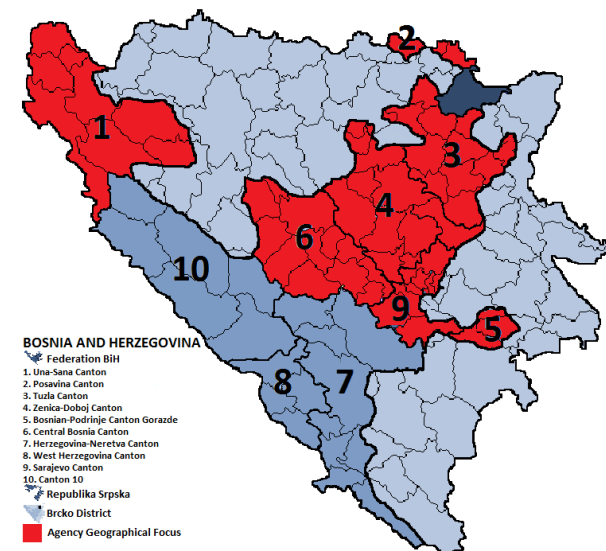 2
1
3
4
6
10
9
5
8
7
BOSNIA AND HERZEGOVINA
Federation BiH
1. Una-Sana Canton
2. Posavina Canton
3. Tuzla Canton
4. Zenica-Doboj Canton
5. Bosnian-Podrinje Canton Gorazde
6. Central Bosnia Canton
7. Herzegovina-Neretva Canton
8. West Herzegovina Canton
9. Sarajevo Canton
10. Canton 10
Republika Srpska
Brcko District
Agency Geographical Focus